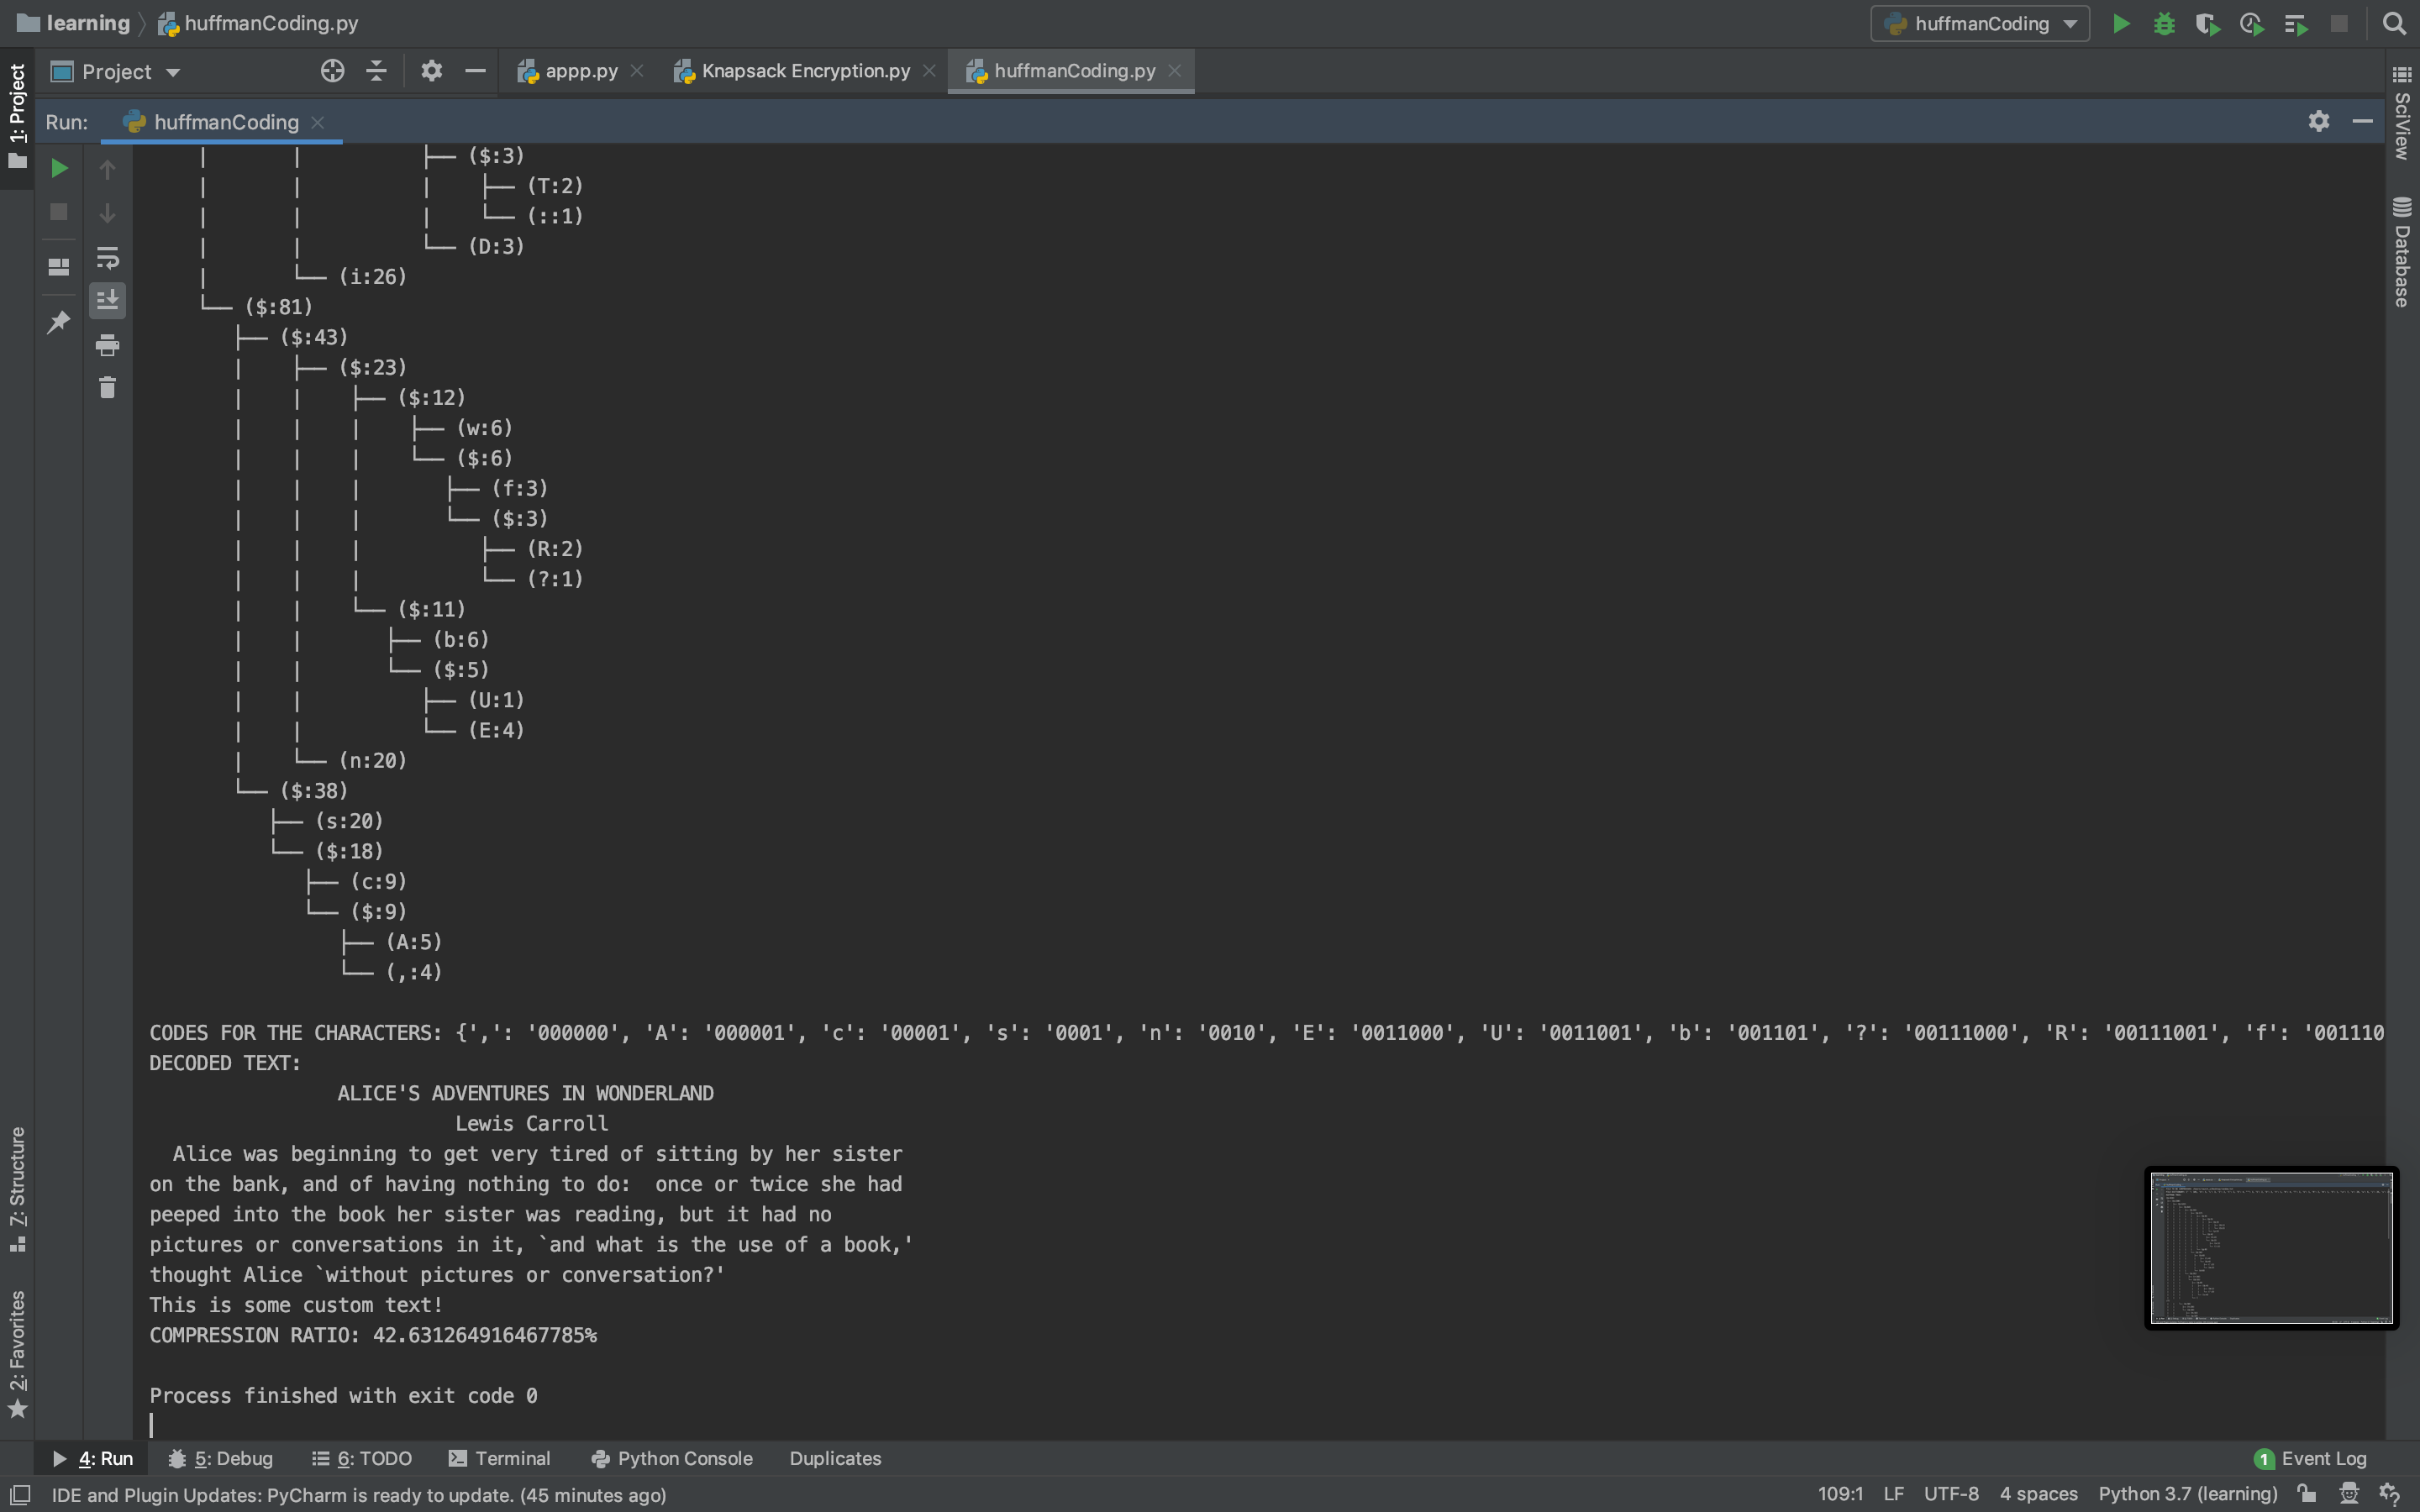 learning huffmanCoding.py huffmanCoding
1: Project Project appp.py Knapsack Encryption.py huffmanCoding.py
Run: huffmanCoding
($:3)
(T:2)
(::1)
(D:3)
(i:26)
($:81)
($:43)
($:23)
($:12)
(w:6)
($:6)
(f:3)
($:3)
(R:2)
(?:1)
($:11)
(b:6)
($:5)
(U:1)
(E:4)
(n:20)
($:38)
(s:20)
($:18)
(c:9)
($:9)
(A:5)
(,:4)
CODES FOR THE CHARACTERS: {',': '000000', 'A': '000001', 'c': '00001', 's': '0001', 'n': '0010', 'E': '0011000', 'U': '0011001', 'b': '001101', '?': '00111000', 'R': '00111001', 'f': '001110
DECODED TEXT:
ALICE'S ADVENTURES IN WONDERLAND
Lewis Carroll
Alice was beginning to get very tired of sitting by her sister
on the bank, and of having nothing to do:  once or twice she had
peeped into the book her sister was reading, but it had no
pictures or conversations in it, `and what is the use of a book,'
thought Alice `without pictures or conversation?'
This is some custom text!
COMPRESSION RATIO: 42.631264916467785%
Process finished with exit code 0
SciView
Database
7: Structure
2: Favorites
4: Run 5: Debug 6: TODO Terminal Python Console Duplicates 1 Event Log
IDE and Plugin Updates: PyCharm is ready to update. (45 minutes ago) 109:1 LF UTF-8 4 spaces Python 3.7 (learning)